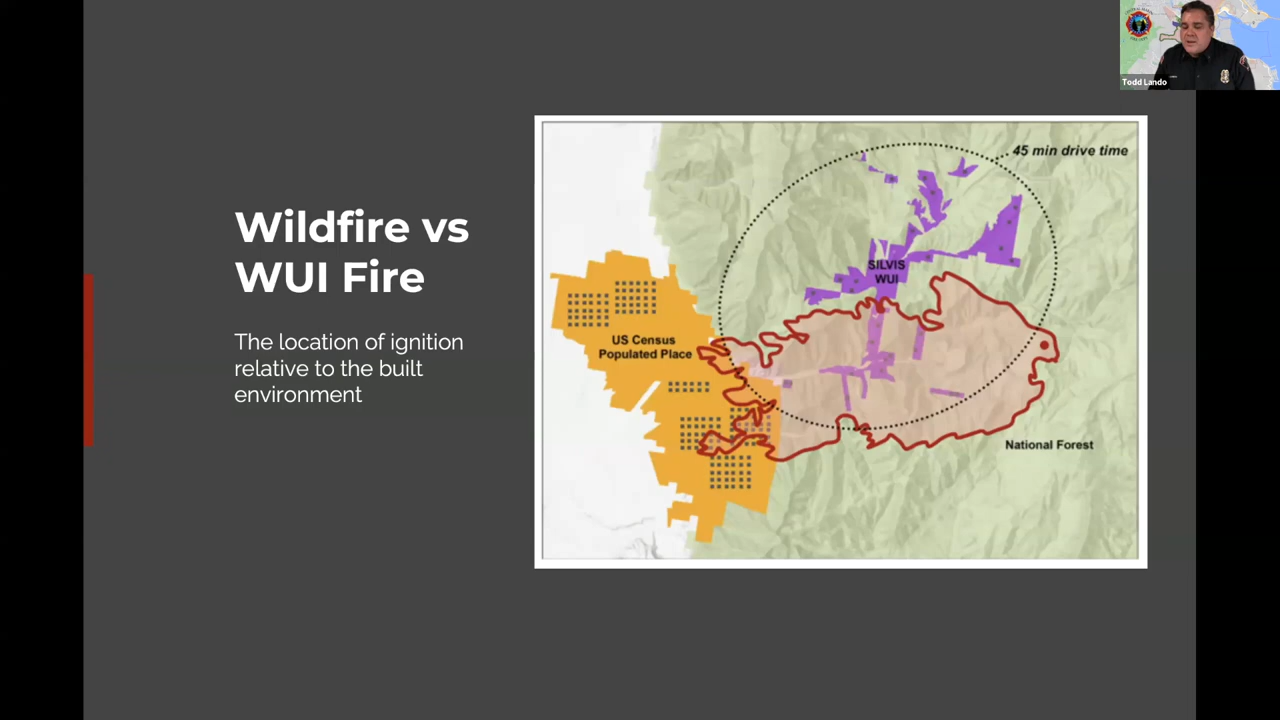 Todd Lando
Wildfire vs
WUI Fire
The location of ignition
relative to the built
environment
45 min drive time
SILVIS
WUI
US Census
Populated Place
National Forest